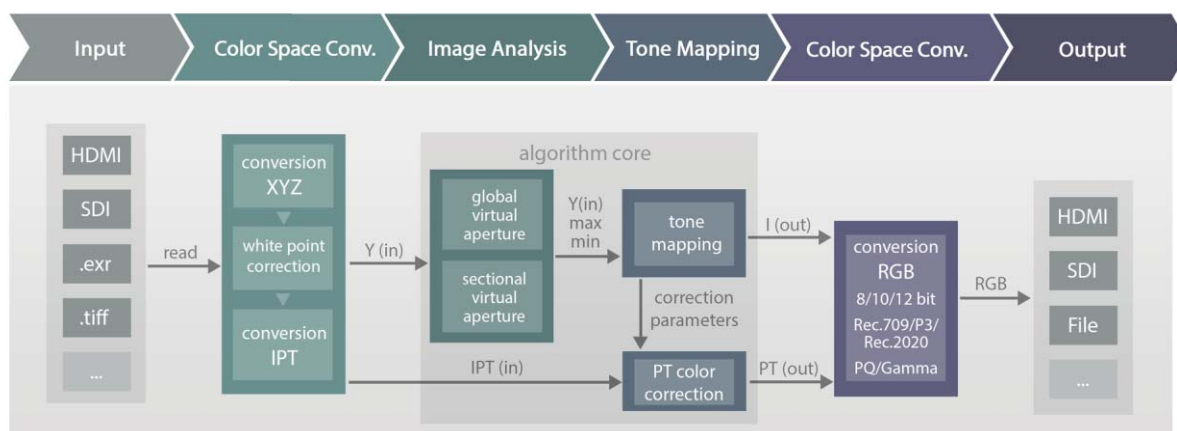 Input
Color Space Conv.
Image Analysis
Tone Mapping
Color Space Conv.
Output
HDMI
SDI
.exr
.tiff
...
read
conversion
XYZ
white point
correction
conversion
IPT
Y (in)
IPT (in)
algorithm core
global
virtual
aperture
sectional
virtual
aperture
Y(in)
max
min
tone
mapping
correction
parameters
PT color
correction
I (out)
PT (out)
conversion
RGB
8/10/12 bit
Rec.709/P3/
Rec.2020
PQ/Gamma
RGB
HDMI
SDI
File
...